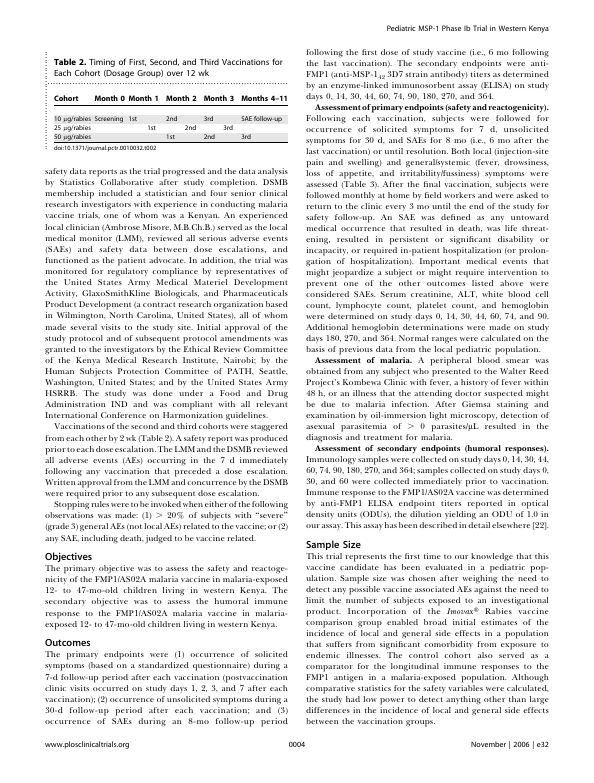 Pediatric MSP-1 Phase Ib Trial in Western Kenya
Table 2. Timing of First, Second, and Third Vaccinations for
Each Cohort (Dosage Group) over 12 wk
Cohort Month 0 Month 1 Month 2 Month 3 Months 4–11
10 μg/rabies Screening 1st 2nd 3rd SAE follow-up
25 μg/rabies 1st 2nd 3rd
50 μg/rabies 1st 2nd 3rd
doi:10.1371/journal.pctr.0010032.t002
safety data reports as the trial progressed and the data analysis
by Statistics Collaborative after study completion. DSMB
membership included a statistician and four senior clinical
research investigators with experience in conducting malaria
vaccine trials, one of whom was a Kenyan. An experienced
local clinician (Ambrose Misore, M.B.Ch.B.) served as the local
medical monitor (LMM), reviewed all serious adverse events
(SAEs) and safety data between dose escalations, and
functioned as the patient advocate. In addition, the trial was
monitored for regulatory compliance by representatives of
the United States Army Medical Materiel Development
Activity, GlaxoSmithKline Biologicals, and Pharmaceuticals
Product Development (a contract research organization based
in Wilmington, North Carolina, United States), all of whom
made several visits to the study site. Initial approval of the
study protocol and of subsequent protocol amendments was
granted to the investigators by the Ethical Review Committee
of the Kenya Medical Research Institute, Nairobi; by the
Human Subjects Protection Committee of PATH, Seattle,
Washington, United States; and by the United States Army
HSRRB. The study was done under a Food and Drug
Administration IND and was compliant with all relevant
International Conference on Harmonization guidelines.
Vaccinations of the second and third cohorts were staggered
from each other by 2 wk (Table 2). A safety report was produced
prior to each dose escalation. The LMM and the DSMB reviewed
all adverse events (AEs) occurring in the 7 d immediately
following any vaccination that preceded a dose escalation.
Written approval from the LMM and concurrence by the DSMB
were required prior to any subsequent dose escalation.
Stopping rules were to be invoked when either of the following
observations was made: (1) > 20% of subjects with “severe”
(grade 3) general AEs (not local AEs) related to the vaccine; or (2)
any SAE, including death, judged to be vaccine related.
Objectives
The primary objective was to assess the safety and reactoge-
nicity of the FMP1/AS02A malaria vaccine in malaria-exposed
12- to 47-mo-old children living in western Kenya. The
secondary objective was to assess the humoral immune
response to the FMP1/AS02A malaria vaccine in malaria-
exposed 12- to 47-mo-old children living in western Kenya.
Outcomes
The primary endpoints were (1) occurrence of solicited
symptoms (based on a standardized questionnaire) during a
7-d follow-up period after each vaccination (postvaccination
clinic visits occurred on study days 1, 2, 3, and 7 after each
vaccination); (2) occurrence of unsolicited symptoms during a
30-d follow-up period after each vaccination; and (3)
occurrence of SAEs during an 8-mo follow-up period
following the first dose of study vaccine (i.e., 6 mo following
the last vaccination). The secondary endpoints were anti-
FMP1 (anti-MSP-1₄₂ 3D7 strain antibody) titers as determined
by an enzyme-linked immunosorbent assay (ELISA) on study
days 0, 14, 30, 44, 60, 74, 90, 180, 270, and 364.
Assessment of primary endpoints (safety and reactogenicity).
Following each vaccination, subjects were followed for
occurrence of solicited symptoms for 7 d, unsolicited
symptoms for 30 d, and SAEs for 8 mo (i.e., 6 mo after the
last vaccination) or until resolution. Both local (injection-site
pain and swelling) and general/systemic (fever, drowsiness,
loss of appetite, and irritability/fussiness) symptoms were
assessed (Table 3). After the final vaccination, subjects were
followed monthly at home by field workers and were asked to
return to the clinic every 3 mo until the end of the study for
safety follow-up. An SAE was defined as any untoward
medical occurrence that resulted in death, was life threat-
ening, resulted in persistent or significant disability or
incapacity, or required in-patient hospitalization (or prolon-
gation of hospitalization). Important medical events that
might jeopardize a subject or might require intervention to
prevent one of the other outcomes listed above were
considered SAEs. Serum creatinine, ALT, white blood cell
count, lymphocyte count, platelet count, and hemoglobin
were determined on study days 0, 14, 30, 44, 60, 74, and 90.
Additional hemoglobin determinations were made on study
days 180, 270, and 364. Normal ranges were calculated on the
basis of previous data from the local pediatric population.
Assessment of malaria. A peripheral blood smear was
obtained from any subject who presented to the Walter Reed
Project's Kombewa Clinic with fever, a history of fever within
48 h, or an illness that the attending doctor suspected might
be due to malaria infection. After Giemsa staining and
examination by oil-immersion light microscopy, detection of
asexual parasitemia of > 0 parasites/μL resulted in the
diagnosis and treatment for malaria.
Assessment of secondary endpoints (humoral responses).
Immunology samples were collected on study days 0, 14, 30, 44,
60, 74, 90, 180, 270, and 364; samples collected on study days 0,
30, and 60 were collected immediately prior to vaccination.
Immune response to the FMP1/AS02A vaccine was determined
by anti-FMP1 ELISA endpoint titers reported in optical
density units (ODUs), the dilution yielding an ODU of 1.0 in
our assay. This assay has been described in detail elsewhere [22].
Sample Size
This trial represents the first time to our knowledge that this
vaccine candidate has been evaluated in a pediatric pop-
ulation. Sample size was chosen after weighing the need to
detect any possible vaccine associated AEs against the need to
limit the number of subjects exposed to an investigational
product. Incorporation of the Imovax® Rabies vaccine
comparison group enabled broad initial estimates of the
incidence of local and general side effects in a population
that suffers from significant comorbidity from exposure to
endemic illnesses. The control cohort also served as a
comparator for the longitudinal immune responses to the
FMP1 antigen in a malaria-exposed population. Although
comparative statistics for the safety variables were calculated,
the study had low power to detect anything other than large
differences in the incidence of local and general side effects
between the vaccination groups.
www.plosclinicaltrials.org 0004 November | 2006 | e32